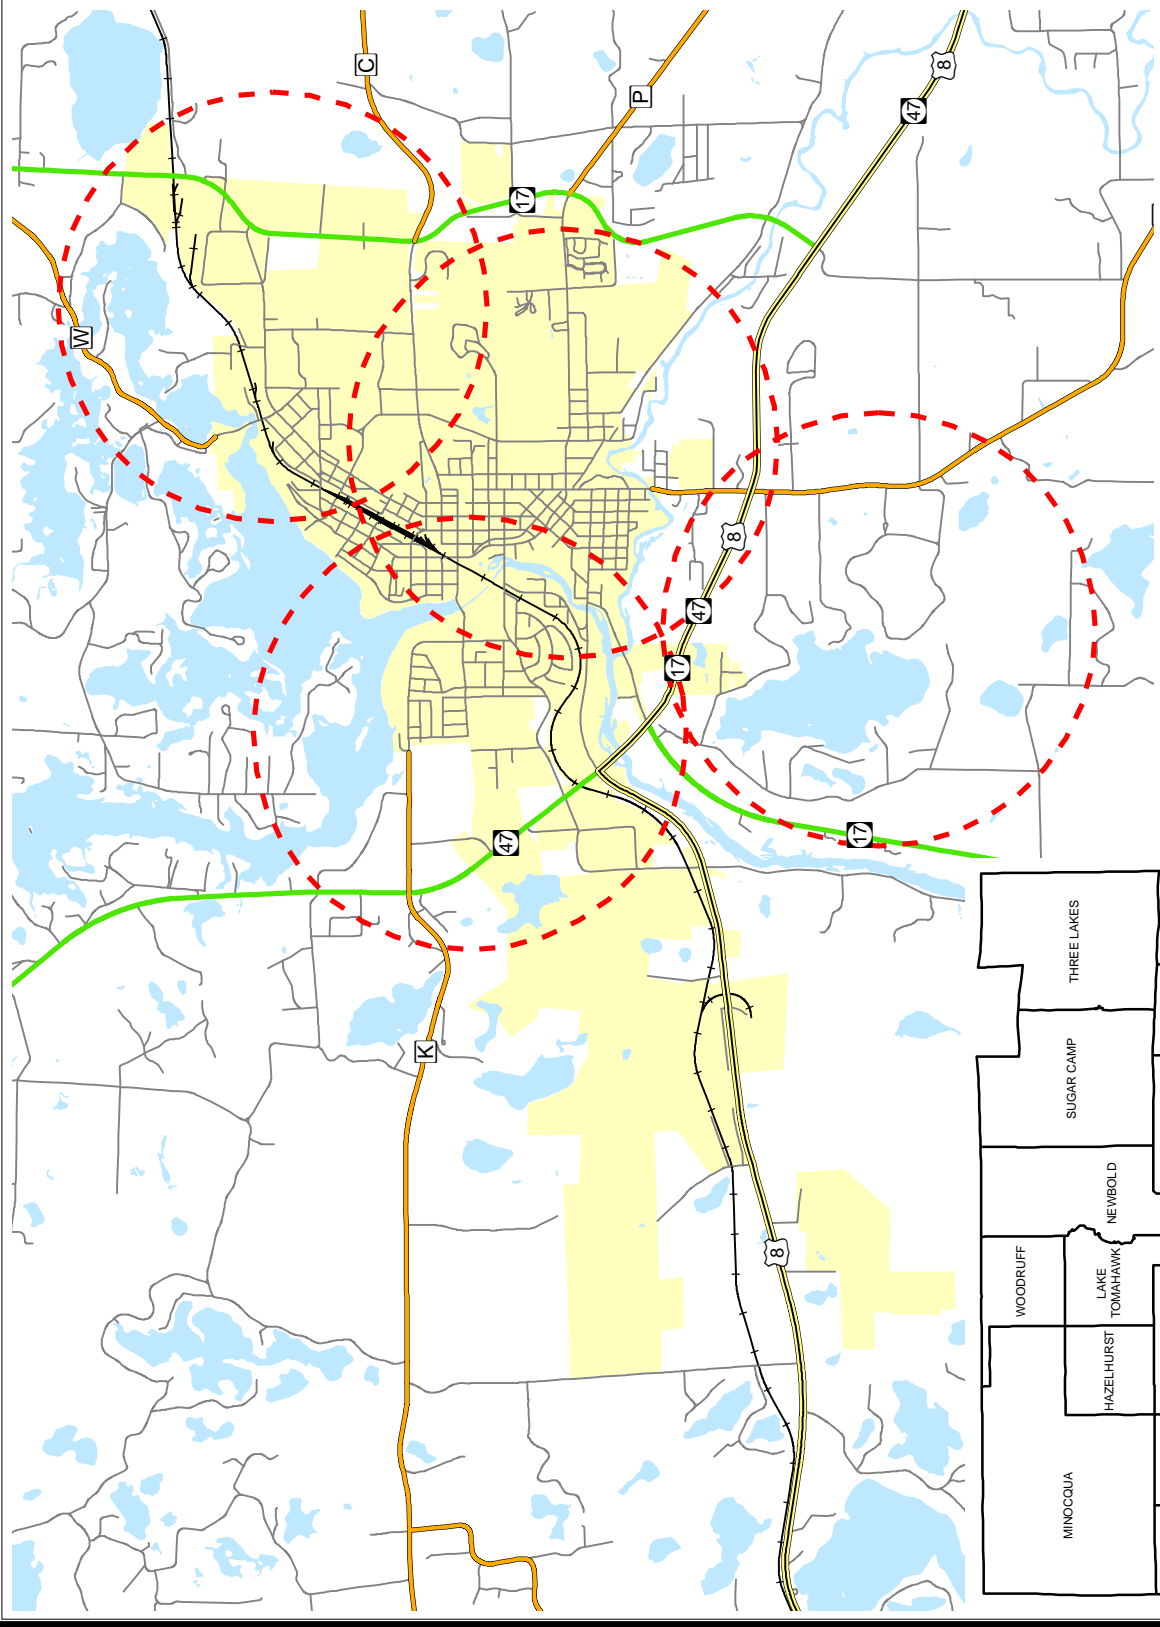 C
P
8
47
17
W
8
47
17
47
17
K
8
THREE LAKES
SUGAR CAMP
NEWBOLD
WOODRUFF
LAKE
TOMAHAWK
HAZELHURST
MINOCQUA